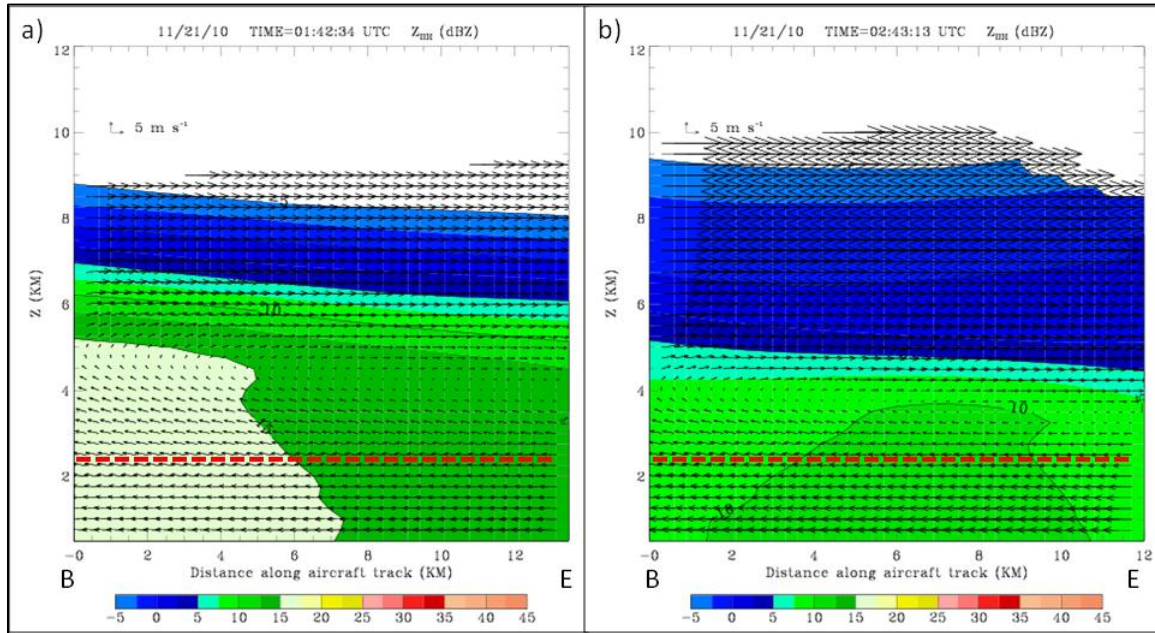 a)
11/21/10 TIME=01:42:34 UTC Z_HH (dBZ)
12
10
8
6
4
2
Z (KM)
5 m s⁻¹
-5
10
15
-0 2 4 6 8 10 12
Distance along aircraft track (KM)
B E
-5 0 5 10 15 20 25 30 35 40 45
b)
11/21/10 TIME=02:43:13 UTC Z_HH (dBZ)
12
10
8
6
4
2
Z (KM)
5 m s⁻¹
10
10
-0 2 4 6 8 10 12
Distance along aircraft track (KM)
B E
-5 0 5 10 15 20 25 30 35 40 45